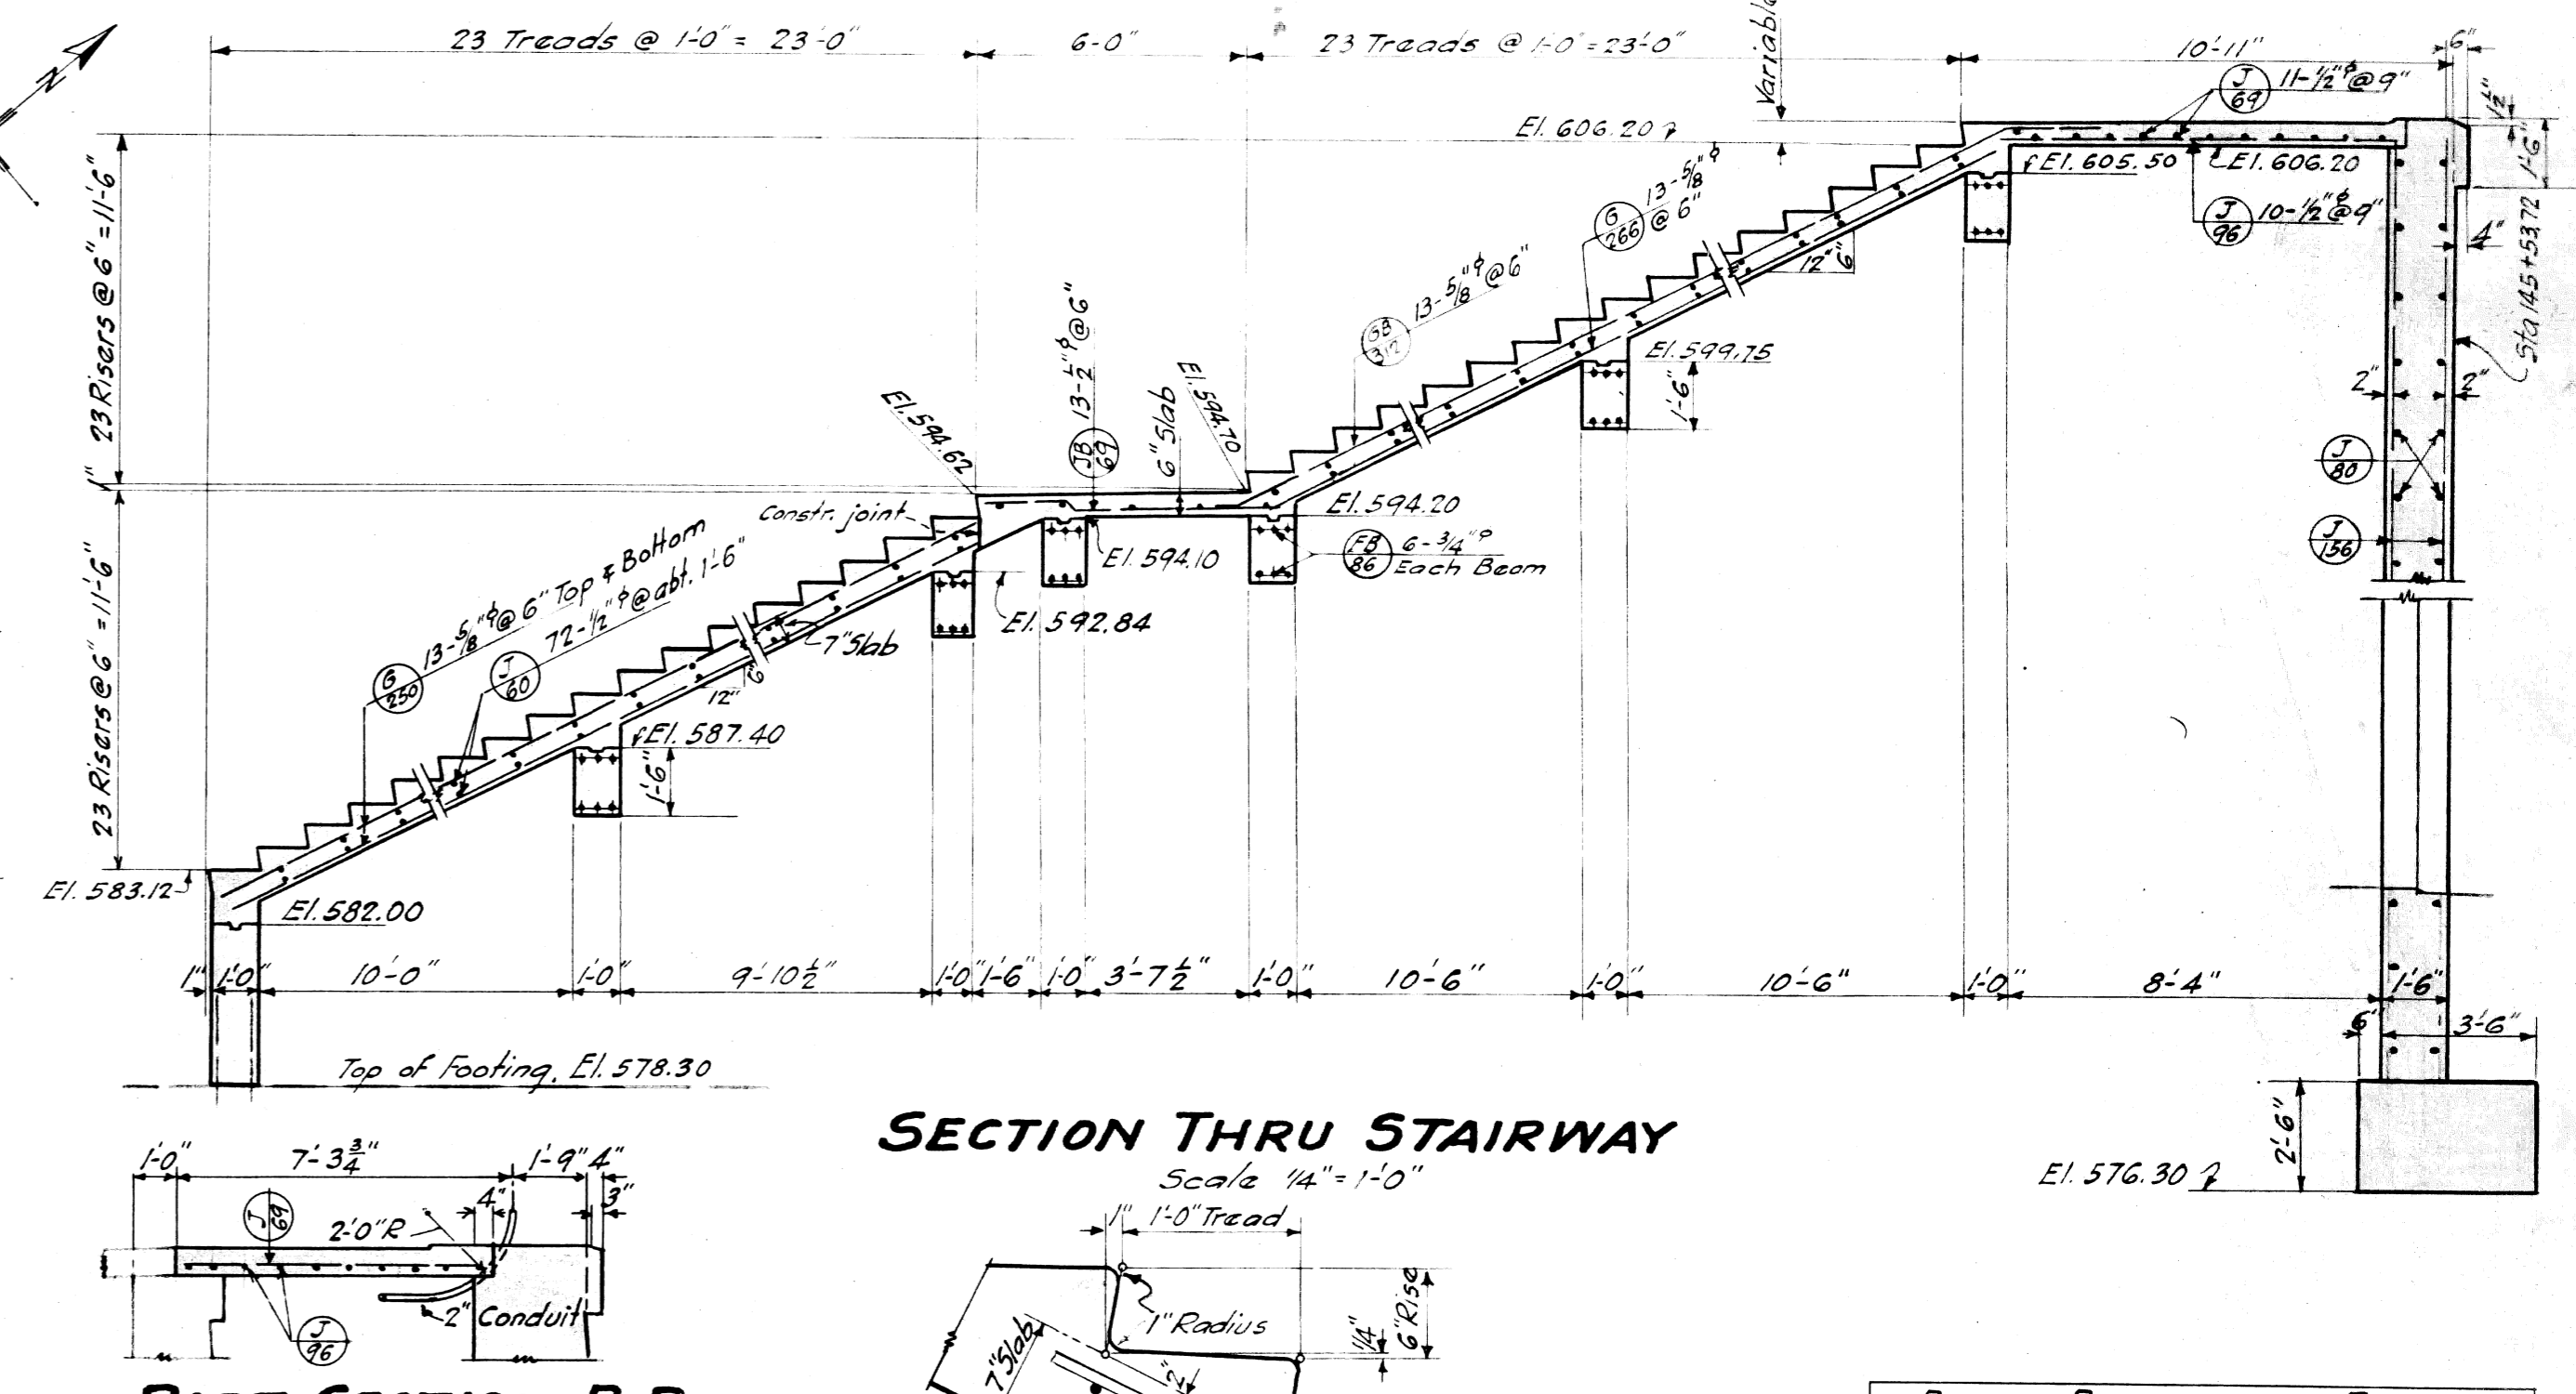 23 Treads @ 1'-0" = 23'-0"
6'-0"
23 Treads @ 1'-0" = 23'-0"
Variable
10'-11"
6"
N
J
69
11-1/2"ϕ@9"
1/2"
1'-6"
El. 606.20
El. 605.50
El. 606.20
J
96
10-1/2"ϕ@9"
4"
Sta 145+53.72
23 Risers @ 6" = 11'-6"
G
266
13-5/8"ϕ
@ 6"
12"
6"
GB
312
13-5/8"ϕ@6"
El. 599.75
1'-6"
2"
2"
El. 594.62
JB
69
13-1/2"ϕ@6"
6" Slab
El. 594.70
J
80
1"
Constr. joint
El. 594.20
El. 594.10
FB
86
6-3/4"ϕ
Each Beam
J
156
El. 592.84
23 Risers @ 6" = 11'-6"
G
250
13-5/8"ϕ@6" Top & Bottom
J
60
72-1/2"ϕ@abt. 1'-6"
7" Slab
12"
6"
El. 587.40
1'-6"
El. 583.12
El. 582.00
1"
1'-0"
10'-0"
1'-0"
9'-10 1/2"
1'-0"
1'-6"
1'-0"
3'-7 1/2"
1'-0"
10'-6"
1'-0"
10'-6"
1'-0"
8'-4"
1'-6"
6"
3'-6"
Top of Footing, El. 578.30
SECTION THRU STAIRWAY
Scale 1/4" = 1'-0"
2'-6"
El. 576.30
1'-0"
7'-3 3/4"
1'-9"
4"
4"
3"
J
69
2'-0"R
2" Conduit
J
96
1"
1'-0" Tread
1" Radius
6" Rise
1/4"
7" Slab
2"